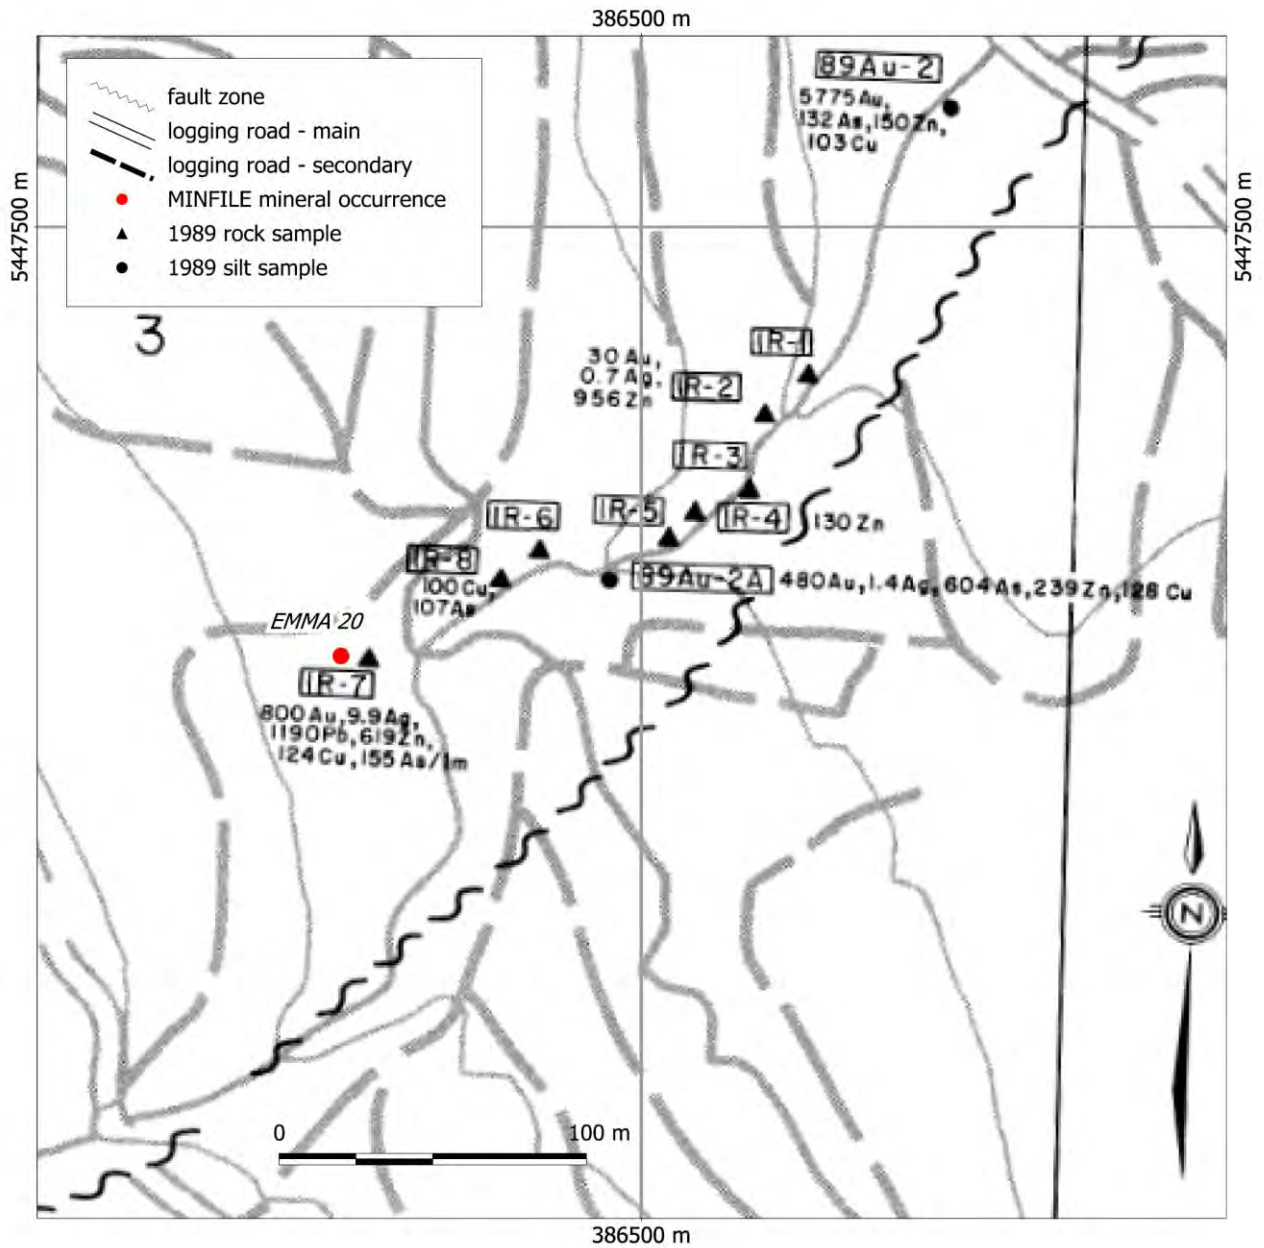 386500 m
fault zone
logging road - main
logging road - secondary
MINFILE mineral occurrence
1989 rock sample
1989 silt sample
5447500 m
5447500 m
89Au-2
5775Au,
132As,150Zn,
103Cu
3
IR-1
30Au,
0.7Ag,
956Zn
IR-2
IR-3
IR-5
IR-4
130Zn
IR-6
IR-8
100Cu,
107As
99Au-2A
480Au,1.4Ag,604As,239Zn,128Cu
EMMA 20
IR-7
800Au,9.9Ag,
1190Pb,619Zn,
124Cu,155As/1m
N
0
100 m
386500 m